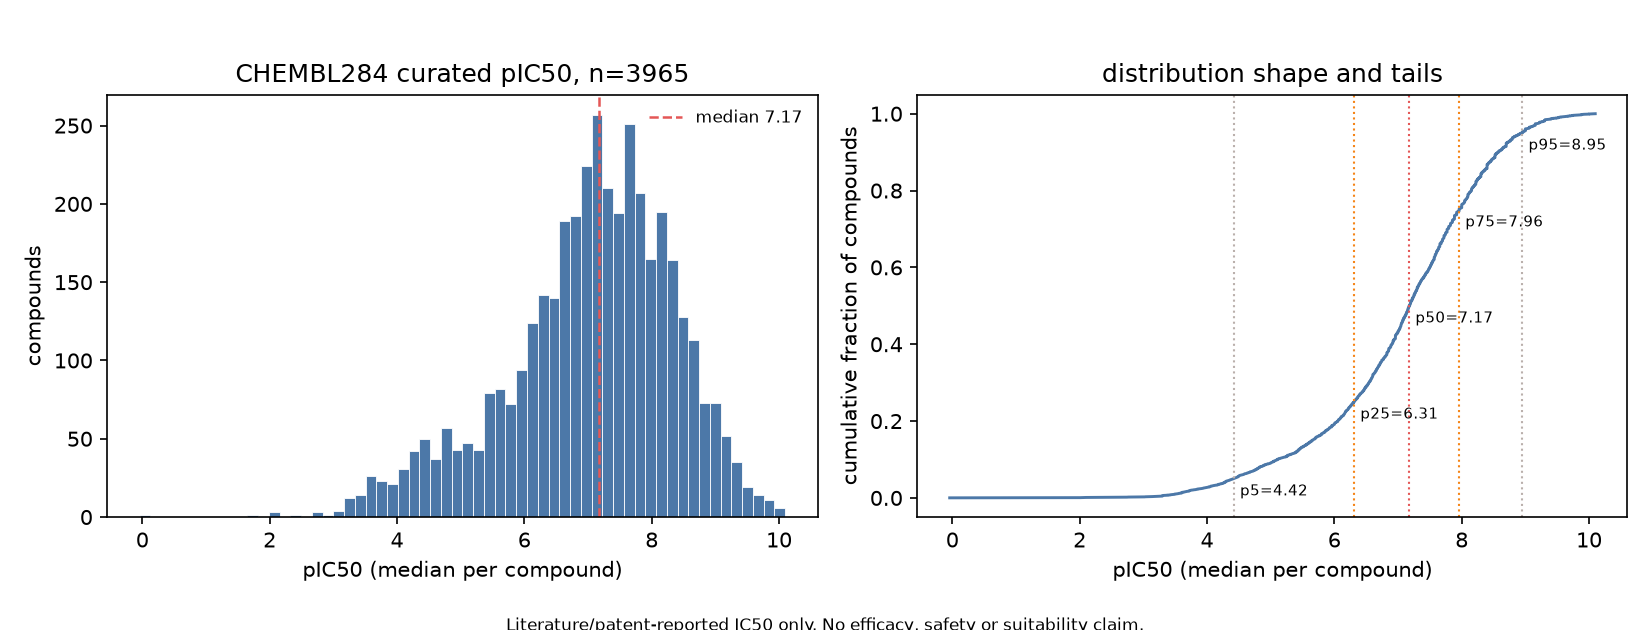 CHEMBL284 curated pIC50, n=3965
median 7.17
compounds
250
200
150
100
50
0
0 2 4 6 8 10
pIC50 (median per compound)
distribution shape and tails
cumulative fraction of compounds
1.0
0.8
0.6
0.4
0.2
0.0
p95=8.95
p75=7.96
p50=7.17
p25=6.31
p5=4.42
0 2 4 6 8 10
pIC50 (median per compound)
Literature/patent-reported IC50 only. No efficacy, safety or suitability claim.